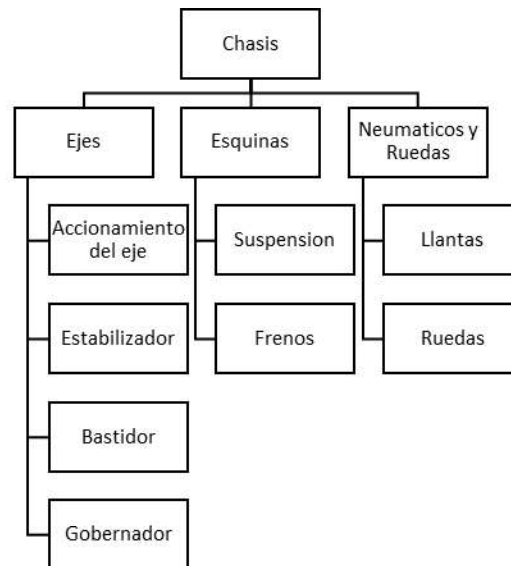 Chasis
Ejes
Esquinas
Neumaticos y
Ruedas
Accionamiento
del eje
Suspension
Llantas
Estabilizador
Frenos
Ruedas
Bastidor
Gobernador